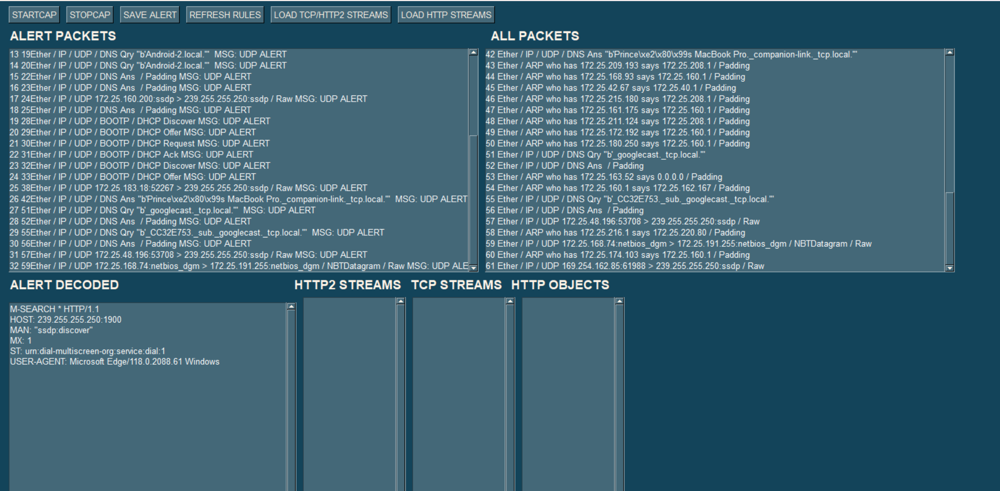 STARTCAP STOPCAP SAVE ALERT REFRESH RULES LOAD TCP/HTTP2 STREAMS LOAD HTTP STREAMS
ALERT PACKETS
13 19Ether / IP / UDP / DNS Qry "b'Android-2.local.'"  MSG: UDP ALERT
14 20Ether / IP / UDP / DNS Qry "b'Android-2.local.'"  MSG: UDP ALERT
15 22Ether / IP / UDP / DNS Ans  / Padding MSG: UDP ALERT
16 23Ether / IP / UDP / DNS Ans  / Padding MSG: UDP ALERT
17 24Ether / IP / UDP 172.25.160.200:ssdp > 239.255.255.250:ssdp / Raw MSG: UDP ALERT
18 25Ether / IP / UDP / DNS Ans  / Padding MSG: UDP ALERT
19 28Ether / IP / UDP / BOOTP / DHCP Discover MSG: UDP ALERT
20 29Ether / IP / UDP / BOOTP / DHCP Offer MSG: UDP ALERT
21 30Ether / IP / UDP / BOOTP / DHCP Request MSG: UDP ALERT
22 31Ether / IP / UDP / BOOTP / DHCP Ack MSG: UDP ALERT
23 32Ether / IP / UDP / BOOTP / DHCP Discover MSG: UDP ALERT
24 33Ether / IP / UDP / BOOTP / DHCP Offer MSG: UDP ALERT
25 38Ether / IP / UDP 172.25.183.18:52267 > 239.255.255.250:ssdp / Raw MSG: UDP ALERT
26 42Ether / IP / UDP / DNS Ans "b'Prince\xe2\x80\x99s MacBook Pro._companion-link._tcp.local.'"  MSG: UDP ALERT
27 51Ether / IP / UDP / DNS Qry "b'_googlecast._tcp.local.'"  MSG: UDP ALERT
28 52Ether / IP / UDP / DNS Ans  / Padding MSG: UDP ALERT
29 55Ether / IP / UDP / DNS Qry "b'_CC32E753._sub._googlecast._tcp.local.'"  MSG: UDP ALERT
30 56Ether / IP / UDP / DNS Ans  / Padding MSG: UDP ALERT
31 57Ether / IP / UDP 172.25.48.196:53708 > 239.255.255.250:ssdp / Raw MSG: UDP ALERT
32 59Ether / IP / UDP 172.25.168.74:netbios_dgm > 172.25.191.255:netbios_dgm / NBTDatagram / Raw MSG: UDP ALE
ALL PACKETS
42 Ether / IP / UDP / DNS Ans "b'Prince\xe2\x80\x99s MacBook Pro._companion-link._tcp.local.'"
43 Ether / ARP who has 172.25.209.193 says 172.25.208.1 / Padding
44 Ether / ARP who has 172.25.168.93 says 172.25.160.1 / Padding
45 Ether / ARP who has 172.25.42.67 says 172.25.40.1 / Padding
46 Ether / ARP who has 172.25.215.180 says 172.25.208.1 / Padding
47 Ether / ARP who has 172.25.161.175 says 172.25.160.1 / Padding
48 Ether / ARP who has 172.25.211.124 says 172.25.208.1 / Padding
49 Ether / ARP who has 172.25.172.192 says 172.25.160.1 / Padding
50 Ether / ARP who has 172.25.180.250 says 172.25.160.1 / Padding
51 Ether / IP / UDP / DNS Qry "b'_googlecast._tcp.local.'"
52 Ether / IP / UDP / DNS Ans  / Padding
53 Ether / ARP who has 172.25.163.52 says 0.0.0.0 / Padding
54 Ether / ARP who has 172.25.160.1 says 172.25.162.167 / Padding
55 Ether / IP / UDP / DNS Qry "b'_CC32E753._sub._googlecast._tcp.local.'"
56 Ether / IP / UDP / DNS Ans  / Padding
57 Ether / IP / UDP 172.25.48.196:53708 > 239.255.255.250:ssdp / Raw
58 Ether / ARP who has 172.25.216.1 says 172.25.220.80 / Padding
59 Ether / IP / UDP 172.25.168.74:netbios_dgm > 172.25.191.255:netbios_dgm / NBTDatagram / Raw
60 Ether / ARP who has 172.25.174.103 says 172.25.160.1 / Padding
61 Ether / IP / UDP 169.254.162.85:61988 > 239.255.255.250:ssdp / Raw
ALERT DECODED
M-SEARCH * HTTP/1.1
HOST: 239.255.255.250:1900
MAN: "ssdp:discover"
MX: 1
ST: urn:dial-multiscreen-org:service:dial:1
USER-AGENT: Microsoft Edge/118.0.2088.61 Windows
HTTP2 STREAMS TCP STREAMS HTTP OBJECTS